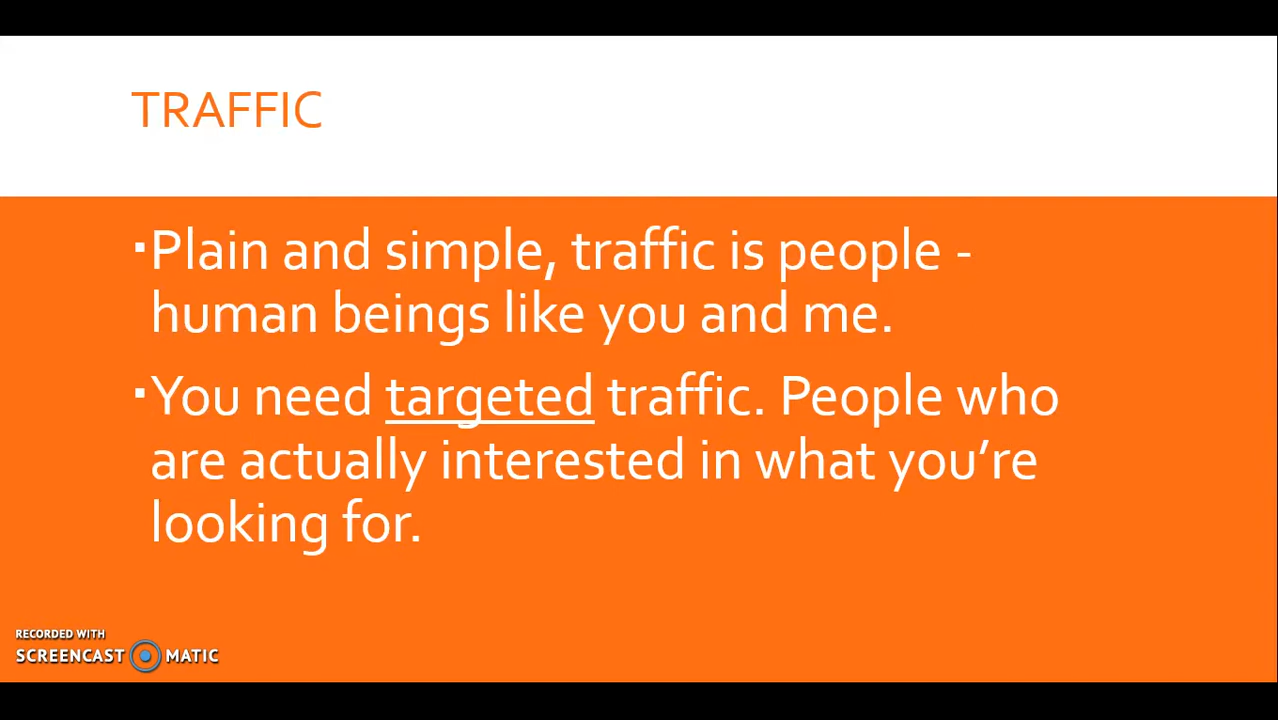 TRAFFIC
▪Plain and simple, traffic is people -
human beings like you and me.
▪You need targeted traffic. People who
are actually interested in what you’re
looking for.
RECORDED WITH
SCREENCAST MATIC